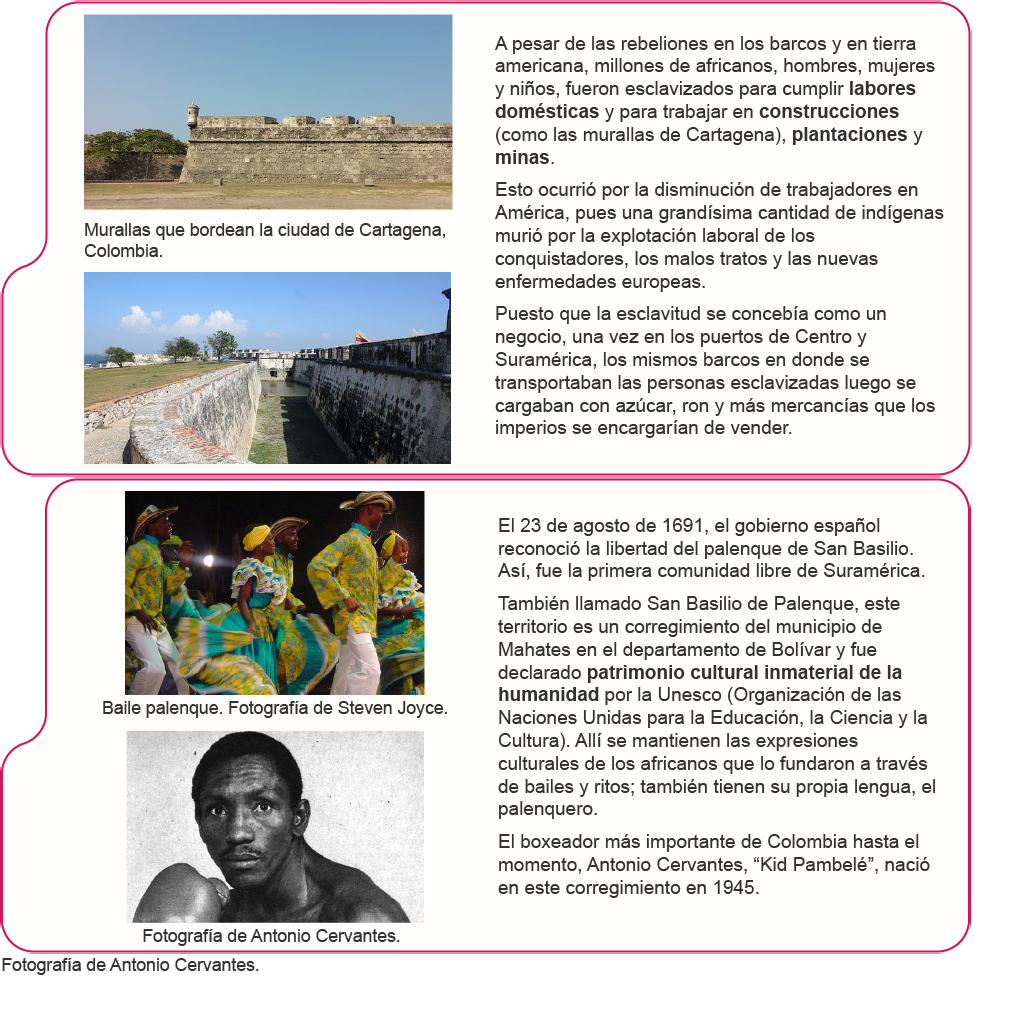 Murallas que bordean la ciudad de Cartagena,
Colombia.
A pesar de las rebeliones en los barcos y en tierra
americana, millones de africanos, hombres, mujeres
y niños, fueron esclavizados para cumplir labores
domésticas y para trabajar en construcciones
(como las murallas de Cartagena), plantaciones y
minas.
Esto ocurrió por la disminución de trabajadores en
América, pues una grandísima cantidad de indígenas
murió por la explotación laboral de los
conquistadores, los malos tratos y las nuevas
enfermedades europeas.
Puesto que la esclavitud se concebía como un
negocio, una vez en los puertos de Centro y
Suramérica, los mismos barcos en donde se
transportaban las personas esclavizadas luego se
cargaban con azúcar, ron y más mercancías que los
imperios se encargarían de vender.
Baile palenque. Fotografía de Steven Joyce.
Fotografía de Antonio Cervantes.
El 23 de agosto de 1691, el gobierno español
reconoció la libertad del palenque de San Basilio.
Así, fue la primera comunidad libre de Suramérica.
También llamado San Basilio de Palenque, este
territorio es un corregimiento del municipio de
Mahates en el departamento de Bolívar y fue
declarado patrimonio cultural inmaterial de la
humanidad por la Unesco (Organización de las
Naciones Unidas para la Educación, la Ciencia y la
Cultura). Allí se mantienen las expresiones
culturales de los africanos que lo fundaron a través
de bailes y ritos; también tienen su propia lengua, el
palenquero.
El boxeador más importante de Colombia hasta el
momento, Antonio Cervantes, “Kid Pambelé”, nació
en este corregimiento en 1945.
Fotografía de Antonio Cervantes.